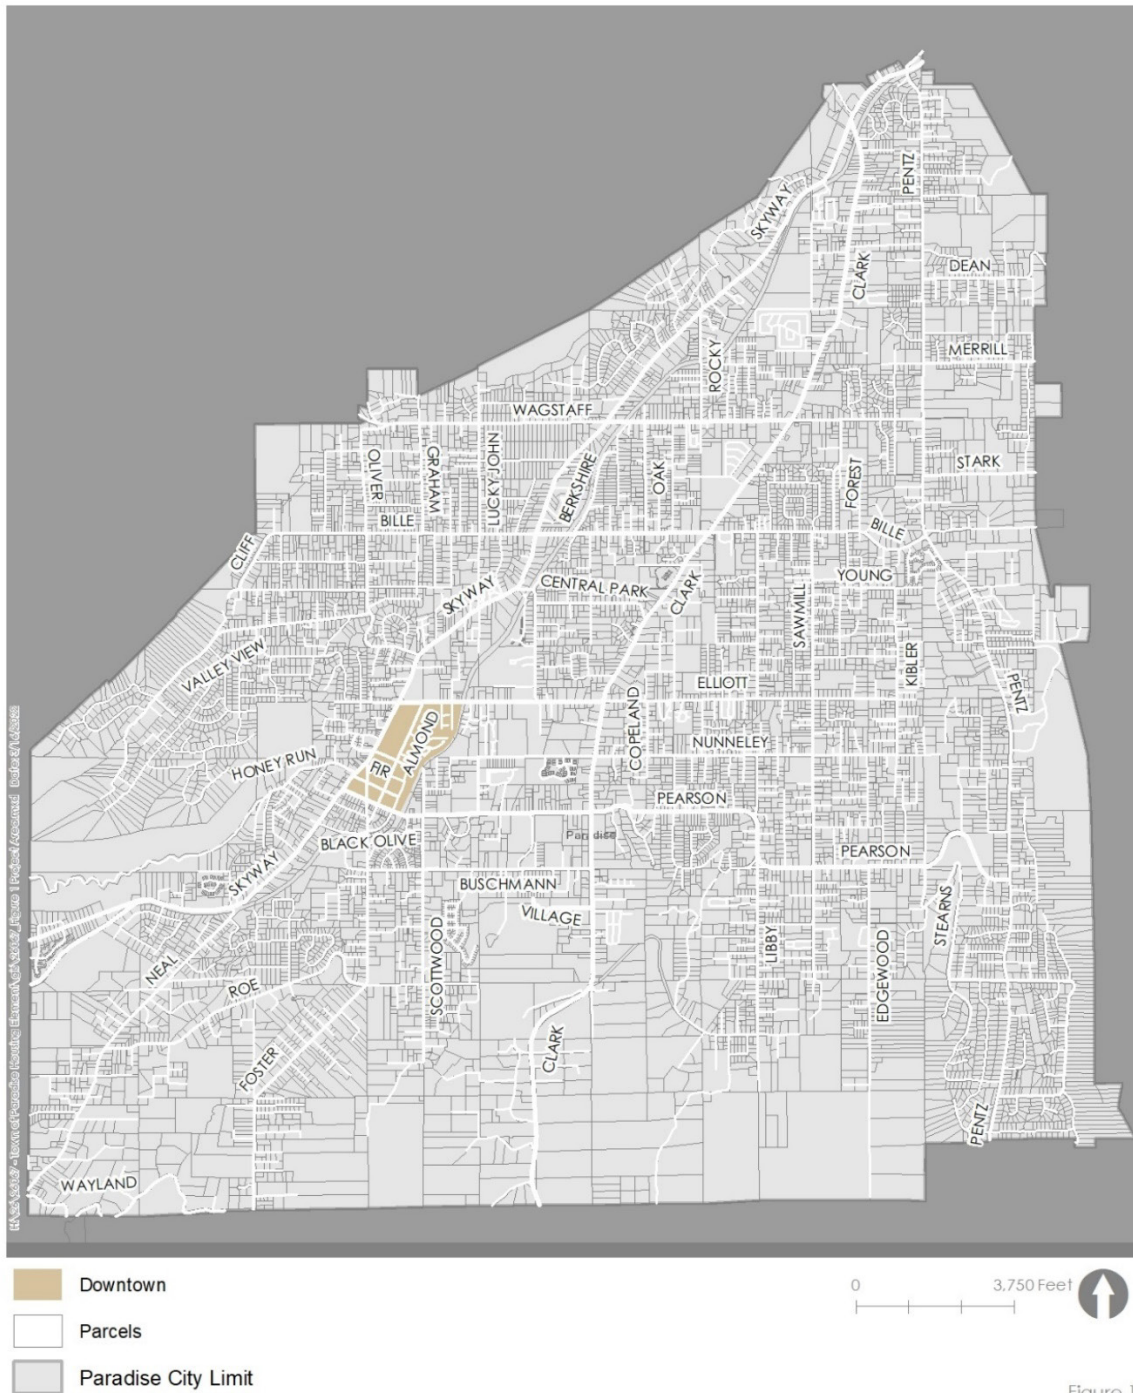 SKYWAY
PENTZ
DEAN
CLARK
MERRILL
ROCKY
WAGSTAFF
OLIVER
GRAHAM
LUCKY JOHN
BERKSHIRE
OAK
FOREST
STARK
BILLE
BILLE
CLIFF
SKYWAY
CENTRAL PARK
CLARK
YOUNG
SAWMILL
VALLEY VIEW
KIBLER
ELLIOTT
PENTZ
COPELAND
ALMOND
NUNNELEY
HONEY RUN
FIR
PEARSON
BLACK OLIVE
Paradise
PEARSON
SKYWAY
BUSCHMANN
VILLAGE
STEARNS
LIBBY
NEAL
ROE
SCOTTWOOD
EDGEWOOD
CLARK
FOSTER
PENTZ
WAYLAND
Downtown
0 3,750 Feet
Parcels
Paradise City Limit